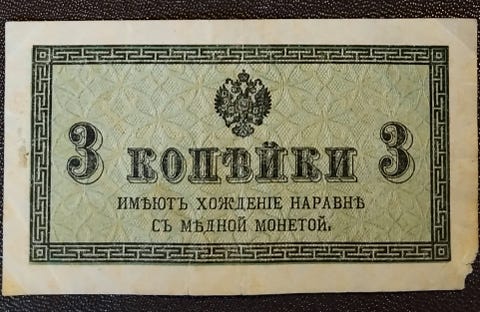 3 КОПѢЙКИ 3
ИМѢЮТЪ ХОЖДЕНІЕ НАРАВНѢ
СЪ МѢДНОЙ МОНЕТОЙ.